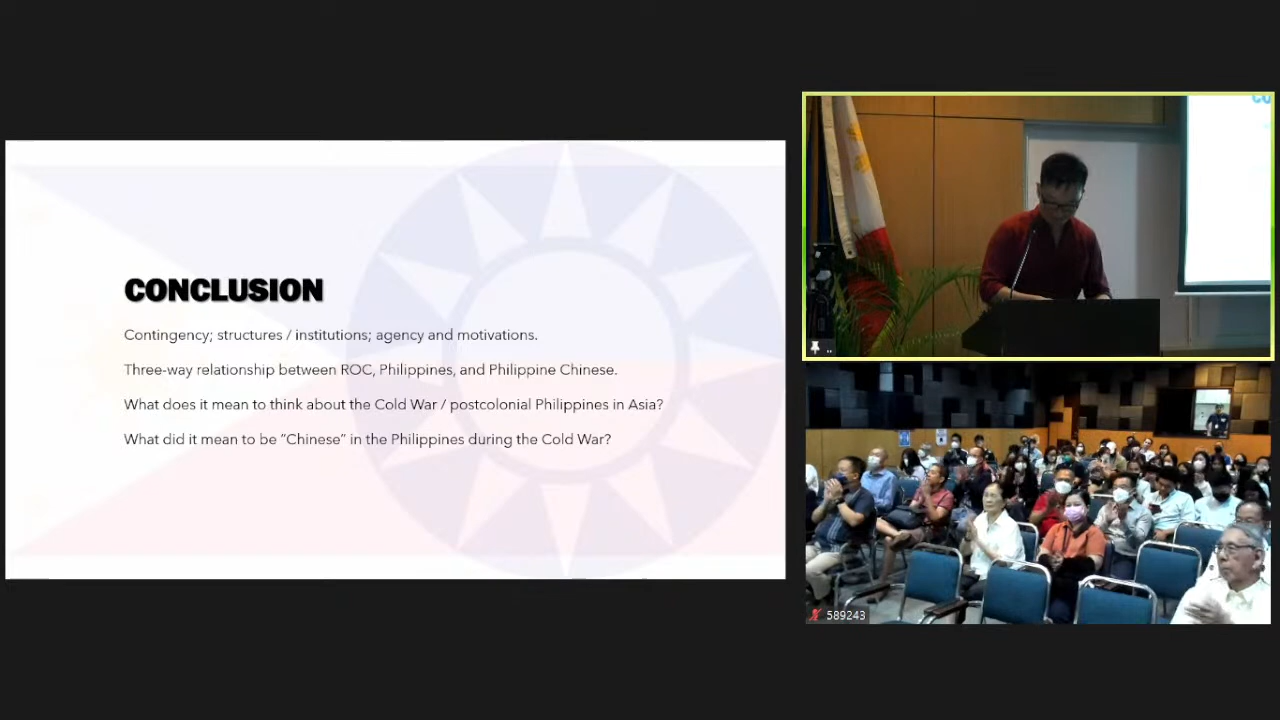 CONCLUSION
Contingency; structures / institutions; agency and motivations.
Three-way relationship between ROC, Philippines, and Philippine Chinese.
What does it mean to think about the Cold War / postcolonial Philippines in Asia?
What did it mean to be “Chinese” in the Philippines during the Cold War?
589243